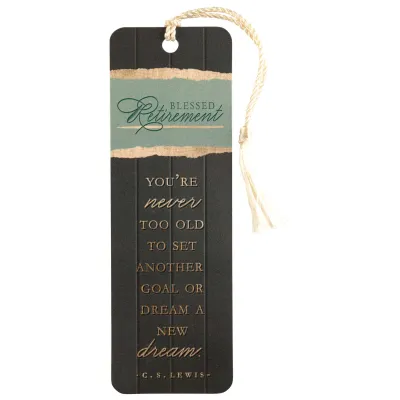 BLESSED
Retirement
YOU'RE
never
TOO OLD
TO SET
ANOTHER
GOAL OR
DREAM A
NEW
dream.
-C.S. LEWIS-